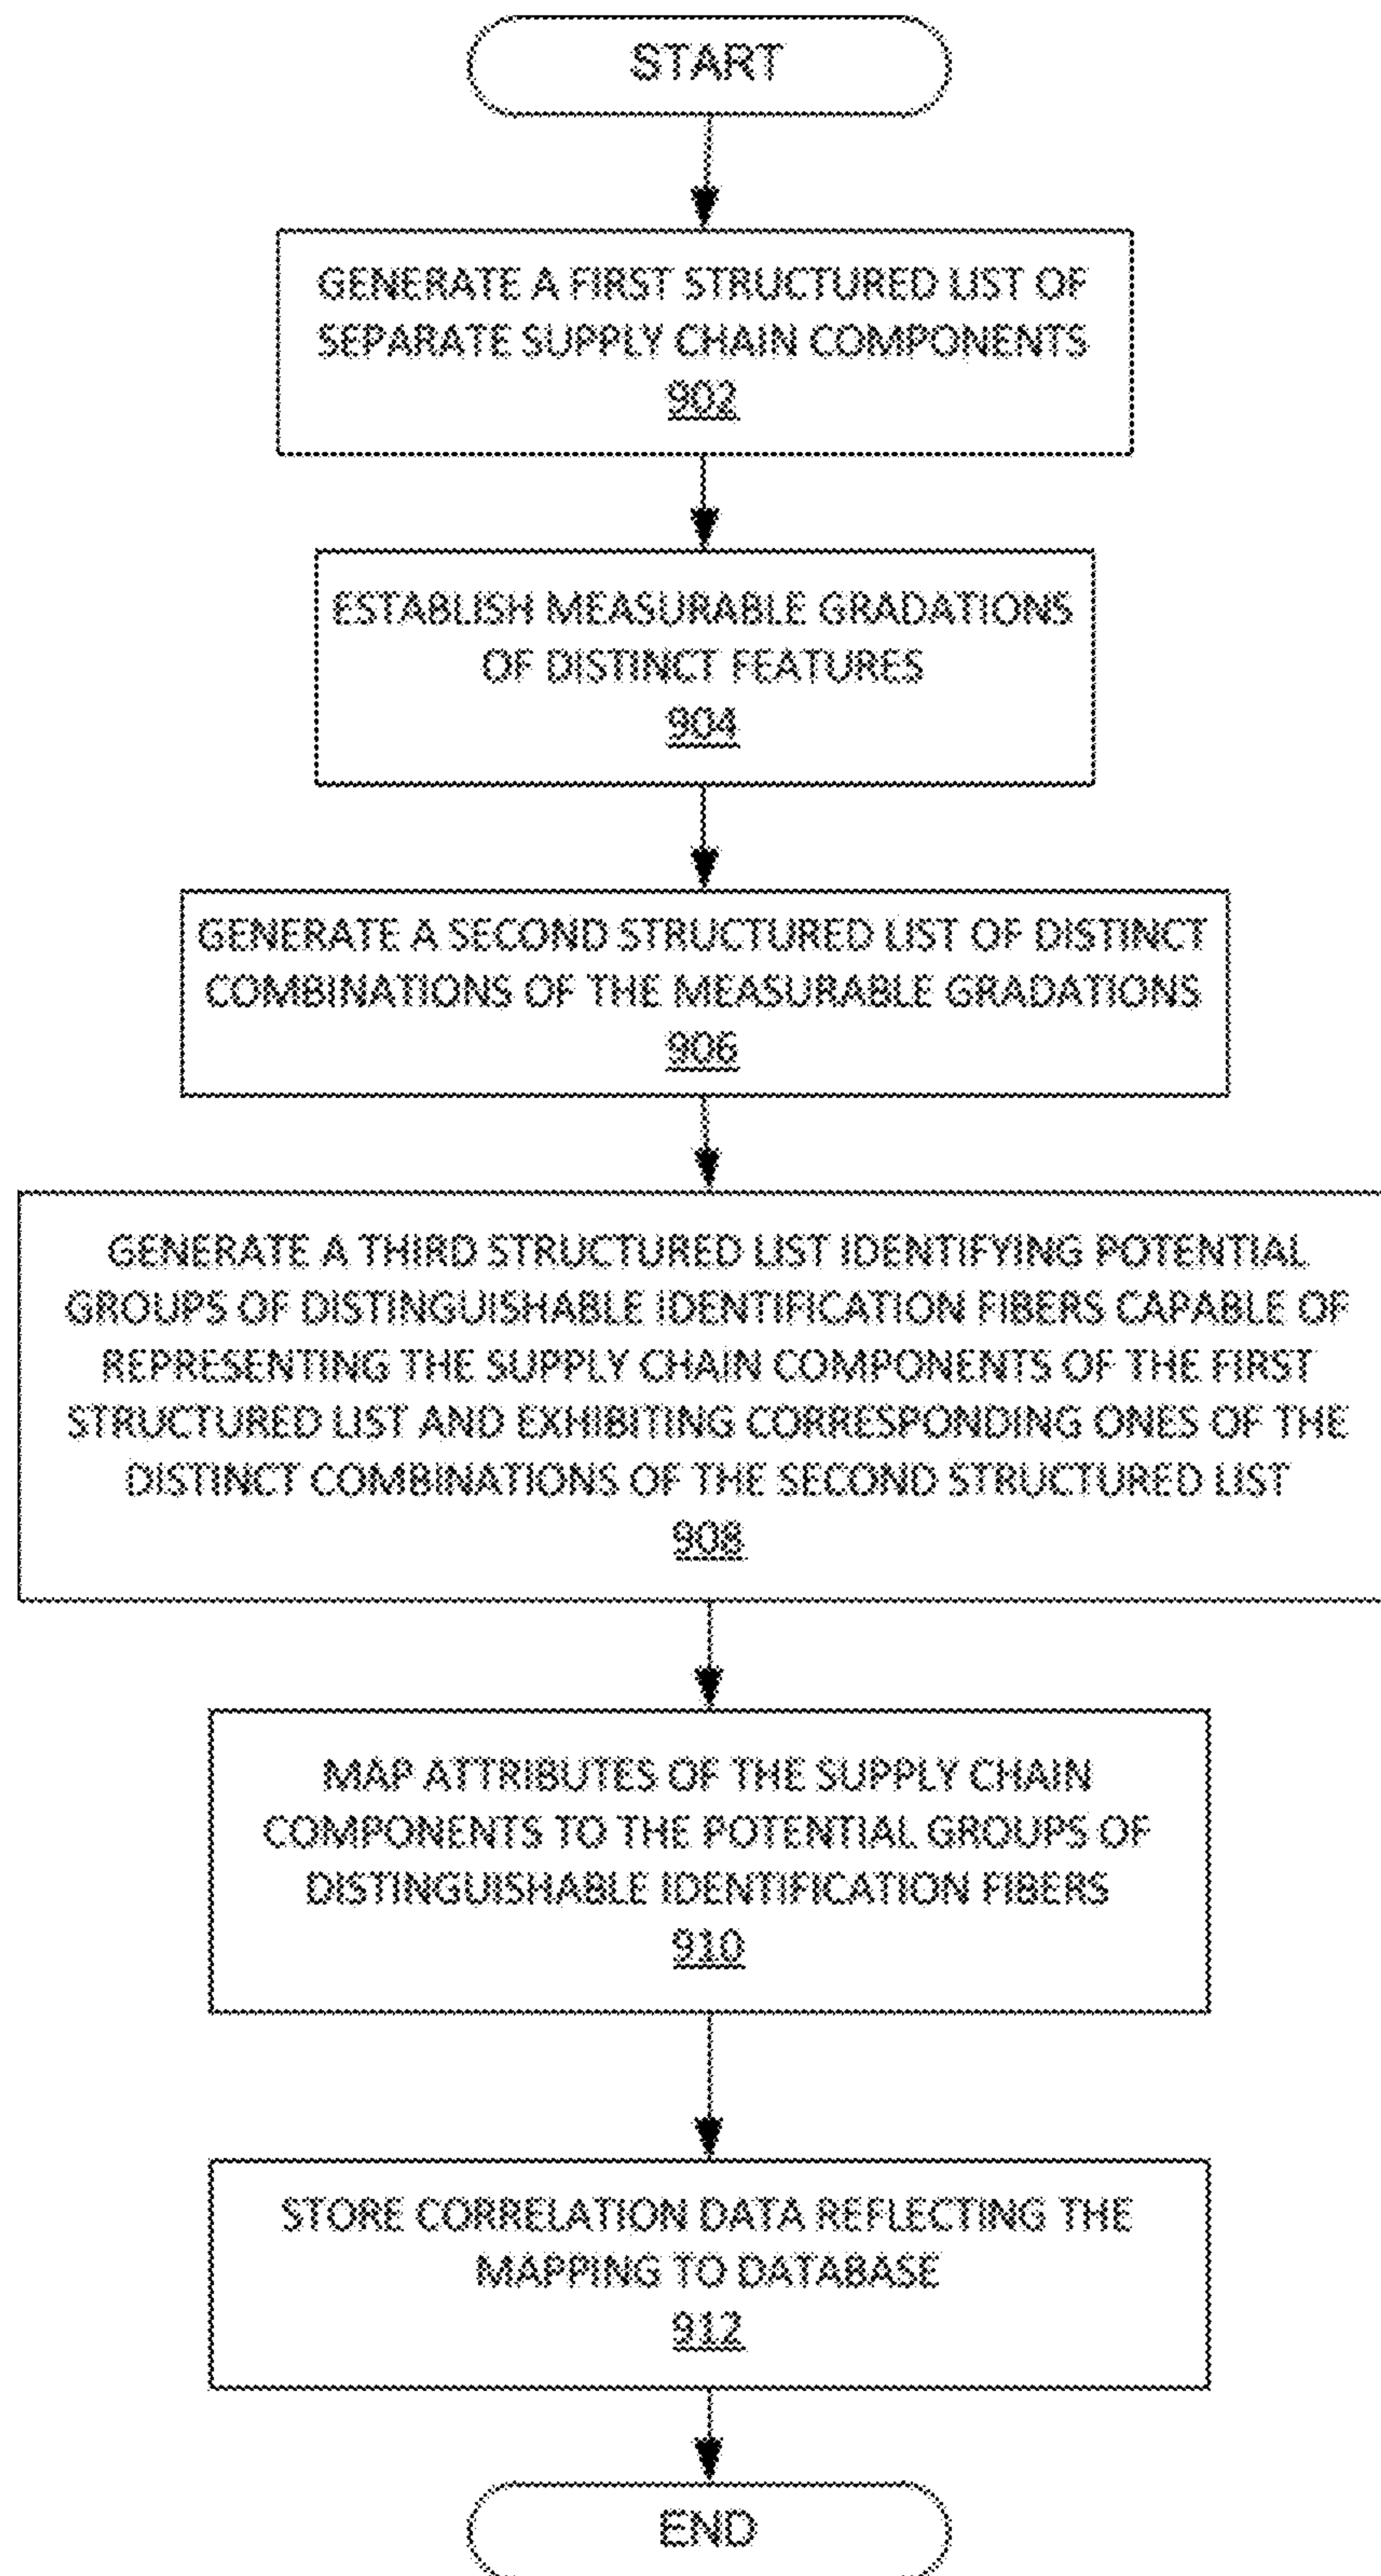 START
GENERATE A FIRST STRUCTURED LIST OF
SEPARATE SUPPLY CHAIN COMPONENTS
902
ESTABLISH MEASURABLE GRADATIONS
OF DISTINCT FEATURES
904
GENERATE A SECOND STRUCTURED LIST OF DISTINCT
COMBINATIONS OF THE MEASURABLE GRADATIONS
906
GENERATE A THIRD STRUCTURED LIST IDENTIFYING POTENTIAL
GROUPS OF DISTINGUISHABLE IDENTIFICATION FIBERS CAPABLE OF
REPRESENTING THE SUPPLY CHAIN COMPONENTS OF THE FIRST
STRUCTURED LIST AND EXHIBITING CORRESPONDING ONES OF THE
DISTINCT COMBINATIONS OF THE SECOND STRUCTURED LIST
908
MAP ATTRIBUTES OF THE SUPPLY CHAIN
COMPONENTS TO THE POTENTIAL GROUPS OF
DISTINGUISHABLE IDENTIFICATION FIBERS
910
STORE CORRELATION DATA REFLECTING THE
MAPPING TO DATABASE
912
END